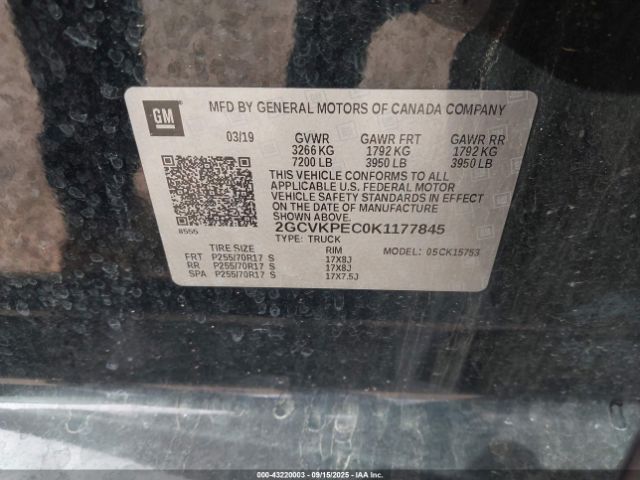 GM
MFD BY GENERAL MOTORS OF CANADA COMPANY
03/19 GVWR GAWR FRT GAWR RR
3266 KG 1792 KG 1792 KG
7200 LB 3950 LB 3950 LB
THIS VEHICLE CONFORMS TO ALL
APPLICABLE U.S. FEDERAL MOTOR
VEHICLE SAFETY STANDARDS IN EFFECT
ON THE DATE OF MANUFACTURE
SHOWN ABOVE.
8555
2GCVKPEC0K1177845
TYPE: TRUCK MODEL: 05CK15753
TIRE SIZE RIM
FRT P255/70R17 S 17X8J
RR P255/70R17 S 17X8J
SPA P255/70R17 S 17X7.5J
000-43220003 - 09/15/2025 - IAAI.COM